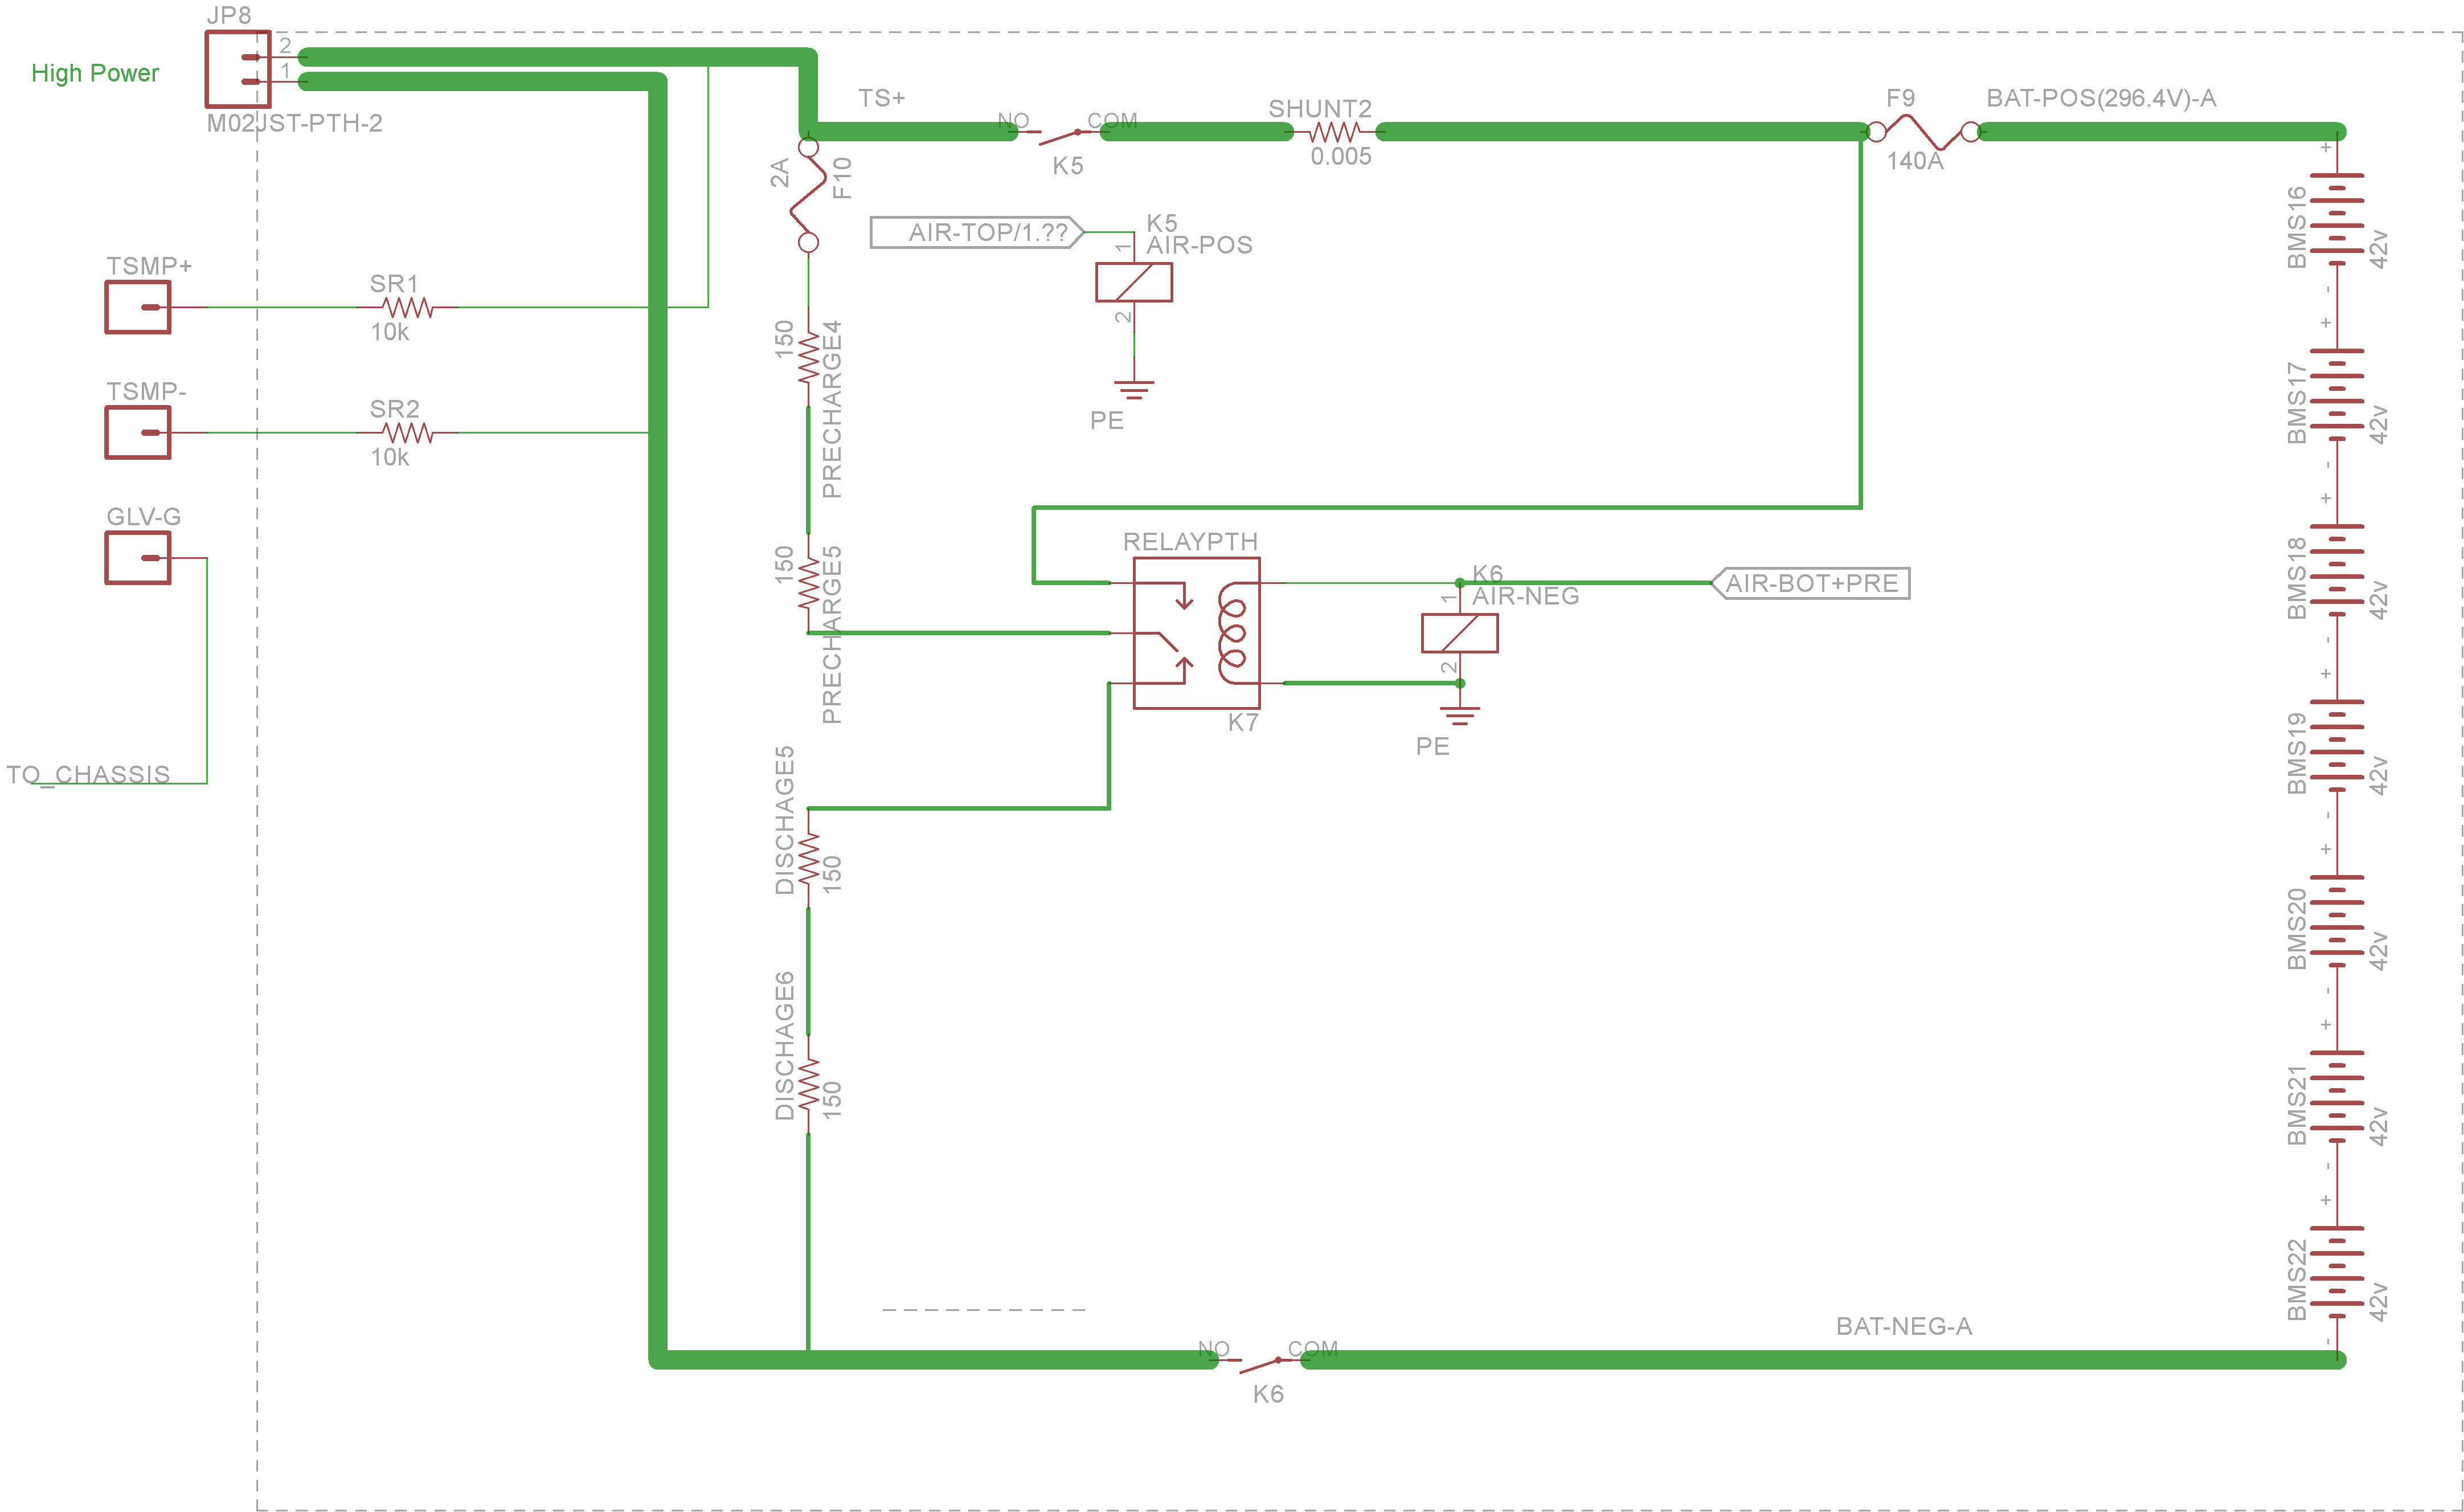 JP8
2
1
High Power
M02JST-PTH-2
TS+
NO
COM
K5
SHUNT2
0.005
F9
140A
BAT-POS(296.4V)-A
2A
F10
AIR-TOP/1.??
K5
AIR-POS
1
2
PE
TSMP+
SR1
10k
TSMP-
SR2
10k
GLV-G
TO_CHASSIS
150
PRECHARGE4
150
PRECHARGE5
RELAYPTH
K7
K6
AIR-NEG
1
2
PE
AIR-BOT+PRE
DISCHAGE5
150
DISCHAGE6
150
NO
COM
K6
BAT-NEG-A
+
BMS16
42v
-
+
BMS17
42v
-
+
BMS18
42v
-
+
BMS19
42v
-
+
BMS20
42v
-
+
BMS21
42v
-
+
BMS22
42v
-